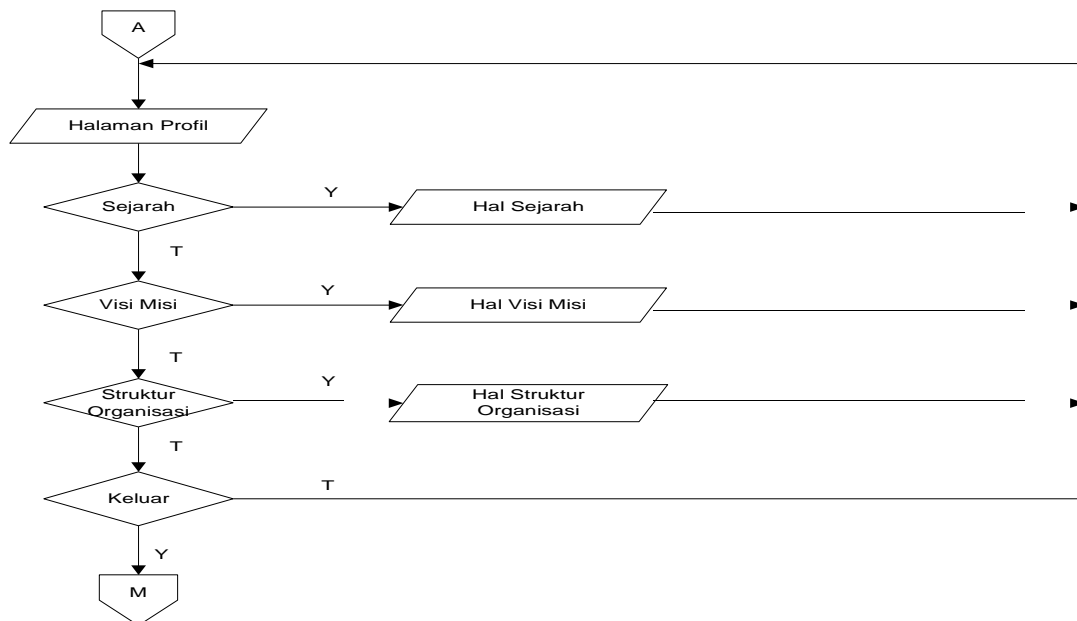 A
Halaman Profil
Y
Sejarah
Hal Sejarah
T
Y
Visi Misi
Hal Visi Misi
T
Y
Struktur
Organisasi
Hal Struktur
Organisasi
T
T
Keluar
Y
M